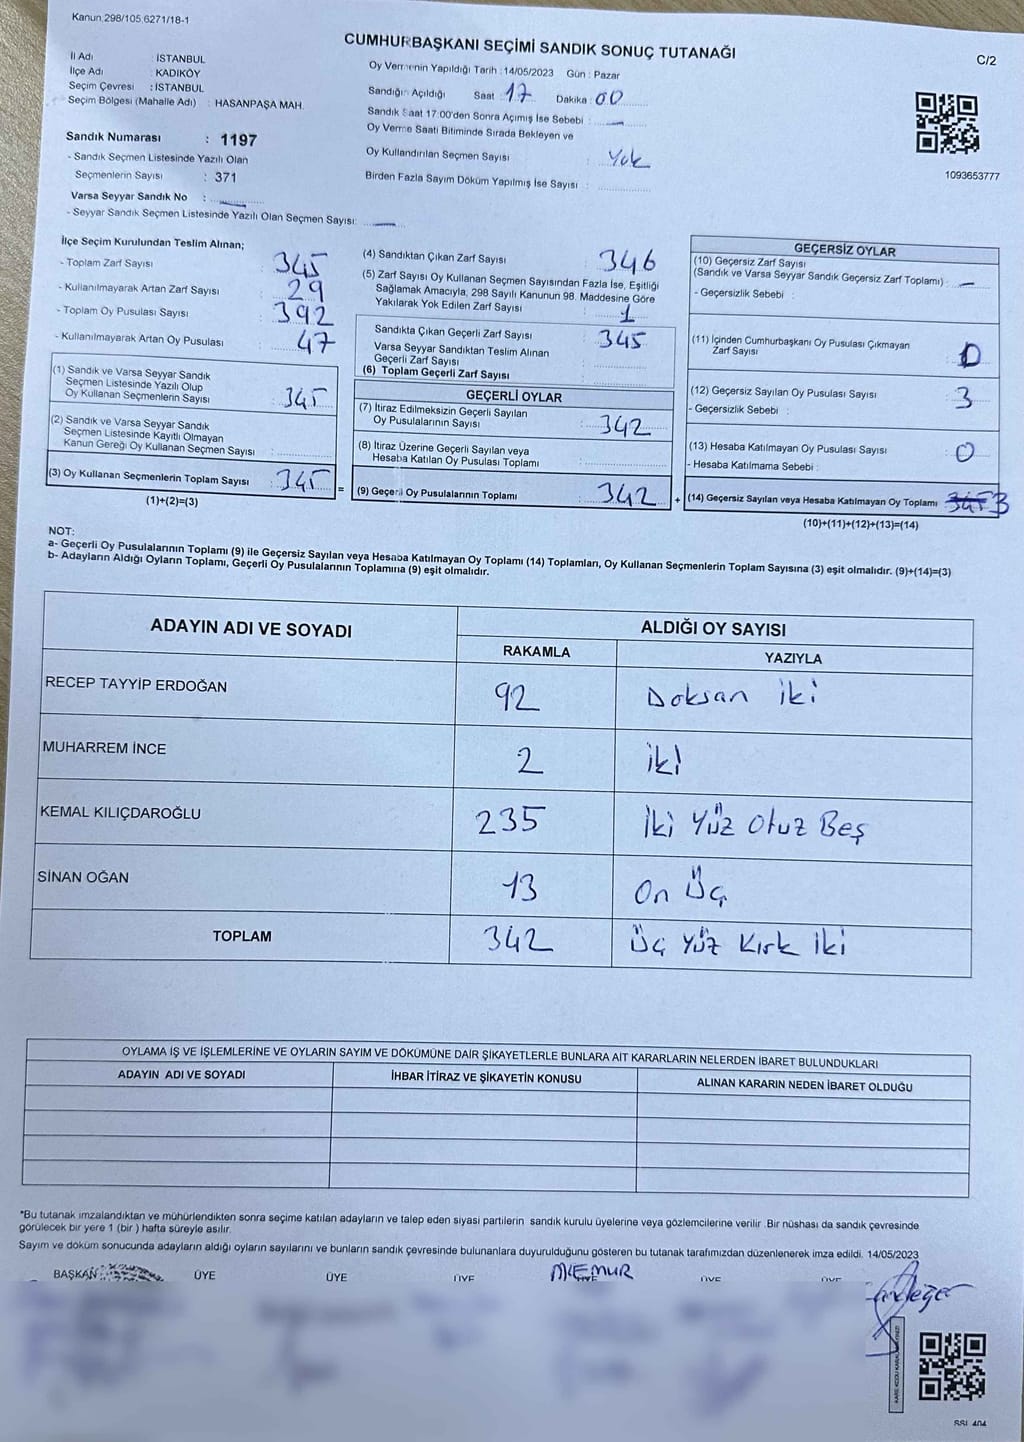 Kanun 298/105.6271/18-1
CUMHURBAŞKANI SEÇİMİ SANDIK SONUÇ TUTANAĞI
C/2
İl Adı : İSTANBUL
İlçe Adı : KADIKÖY
Seçim Çevresi : İSTANBUL
Seçim Bölgesi (Mahalle Adı) : HASANPAŞA MAH.
Sandık Numarası : 1197
- Sandık Seçmen Listesinde Yazılı Olan
Seçmenlerin Sayısı : 371
Varsa Seyyar Sandık No :
- Seyyar Sandık Seçmen Listesinde Yazılı Olan Seçmen Sayısı: —
Oy Vermenin Yapıldığı Tarih : 14/05/2023 Gün : Pazar
Sandığın Açıldığı Saat : 17 Dakika : 00
Sandık Saat 17:00'den Sonra Açımış İse Sebebi : —
Oy Verme Saati Bitiminde Sırada Bekleyen ve
Oy Kullandırılan Seçmen Sayısı : Yok
Birden Fazla Sayım Döküm Yapılmış İse Sayısı :
1093653777
İlçe Seçim Kurulundan Teslim Alınan;
- Toplam Zarf Sayısı : 345
- Kullanılmayarak Artan Zarf Sayısı : 29
- Toplam Oy Pusulası Sayısı : 392
- Kullanılmayarak Artan Oy Pusulası : 47
(1) Sandık ve Varsa Seyyar Sandık
Seçmen Listesinde Yazılı Olup
Oy Kullanan Seçmenlerin Sayısı : 345
(2) Sandık ve Varsa Seyyar Sandık
Seçmen Listesinde Kayıtlı Olmayan
Kanun Gereği Oy Kullanan Seçmen Sayısı :
(3) Oy Kullanan Seçmenlerin Toplam Sayısı : 345
(1)+(2)=(3)
(4) Sandıktan Çıkan Zarf Sayısı : 346
(5) Zarf Sayısı Oy Kullanan Seçmen Sayısından Fazla İse, Eşitliği
Sağlamak Amacıyla, 298 Sayılı Kanunun 98. Maddesine Göre
Yakılarak Yok Edilen Zarf Sayısı : 1
Sandıkta Çıkan Geçerli Zarf Sayısı : 345
Varsa Seyyar Sandıktan Teslim Alınan
Geçerli Zarf Sayısı :
(6) Toplam Geçerli Zarf Sayısı :
GEÇERLİ OYLAR
(7) İtiraz Edilmeksizin Geçerli Sayılan
Oy Pusulalarının Sayısı : 342
(8) İtiraz Üzerine Geçerli Sayılan veya
Hesaba Katılan Oy Pusulası Toplamı :
= (9) Geçerli Oy Pusulalarının Toplamı : 342
GEÇERSİZ OYLAR
(10) Geçersiz Zarf Sayısı
(Sandık ve Varsa Seyyar Sandık Geçersiz Zarf Toplamı) : —
- Geçersizlik Sebebi :
(11) İçinden Cumhurbaşkanı Oy Pusulası Çıkmayan
Zarf Sayısı : 0
(12) Geçersiz Sayılan Oy Pusulası Sayısı : 3
- Geçersizlik Sebebi :
(13) Hesaba Katılmayan Oy Pusulası Sayısı : 0
- Hesaba Katılmama Sebebi :
+ (14) Geçersiz Sayılan veya Hesaba Katılmayan Oy Toplamı 3
(10)+(11)+(12)+(13)=(14)
NOT:
a- Geçerli Oy Pusulalarının Toplamı (9) ile Geçersiz Sayılan veya Hesaba Katılmayan Oy Toplamı (14) Toplamları, Oy Kullanan Seçmenlerin Toplam Sayısına (3) eşit olmalıdır. (9)+(14)=(3)
b- Adayların Aldığı Oyların Toplamı, Geçerli Oy Pusulalarının Toplamına (9) eşit olmalıdır.
ADAYIN ADI VE SOYADI ALDIĞI OY SAYISI
RAKAMLA YAZIYLA
RECEP TAYYİP ERDOĞAN 92 Doksan iki
MUHARREM İNCE 2 iki
KEMAL KILIÇDAROĞLU 235 İki Yüz Otuz Beş
SİNAN OĞAN 13 On Üç
TOPLAM 342 Üç Yüz Kırk İki
OYLAMA İŞ VE İŞLEMLERİNE VE OYLARIN SAYIM VE DÖKÜMÜNE DAİR ŞİKAYETLERLE BUNLARA AİT KARARLARIN NELERDEN İBARET BULUNDUKLARI
ADAYIN ADI VE SOYADI İHBAR İTİRAZ VE ŞİKAYETİN KONUSU ALINAN KARARIN NEDEN İBARET OLDUĞU
*Bu tutanak imzalandıktan ve mühürlendikten sonra seçime katılan adayların ve talep eden siyasi partilerin sandık kurulu üyelerine veya gözlemcilerine verilir .Bir nüshası da sandık çevresinde
görülecek bir yere 1 (bir ) hafta süreyle asılır.
Sayım ve döküm sonucunda adayların aldığı oyların sayılarını ve bunların sandık çevresinde bulunanlara duyurulduğunu gösteren bu tutanak tarafımızdan düzenlenerek imza edildi. 14/05/2023
BAŞKAN ÜYE ÜYE ÜYE MEMUR ÜYE ÜYE